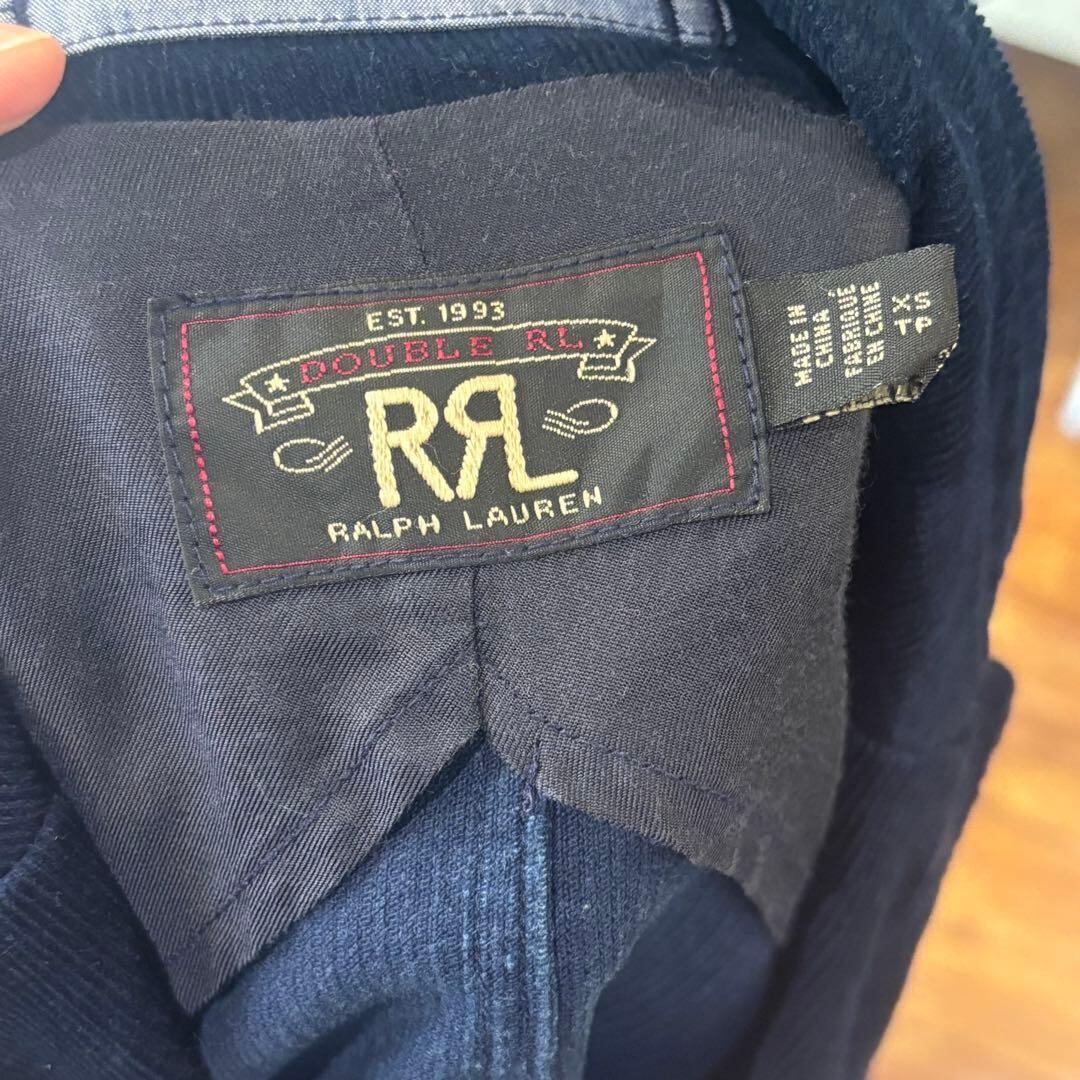 EST. 1993
DOUBLE RL
RRL
RALPH LAUREN
MADE IN
CHINA
FABRIQUÉ
EN CHINE
XS
TP